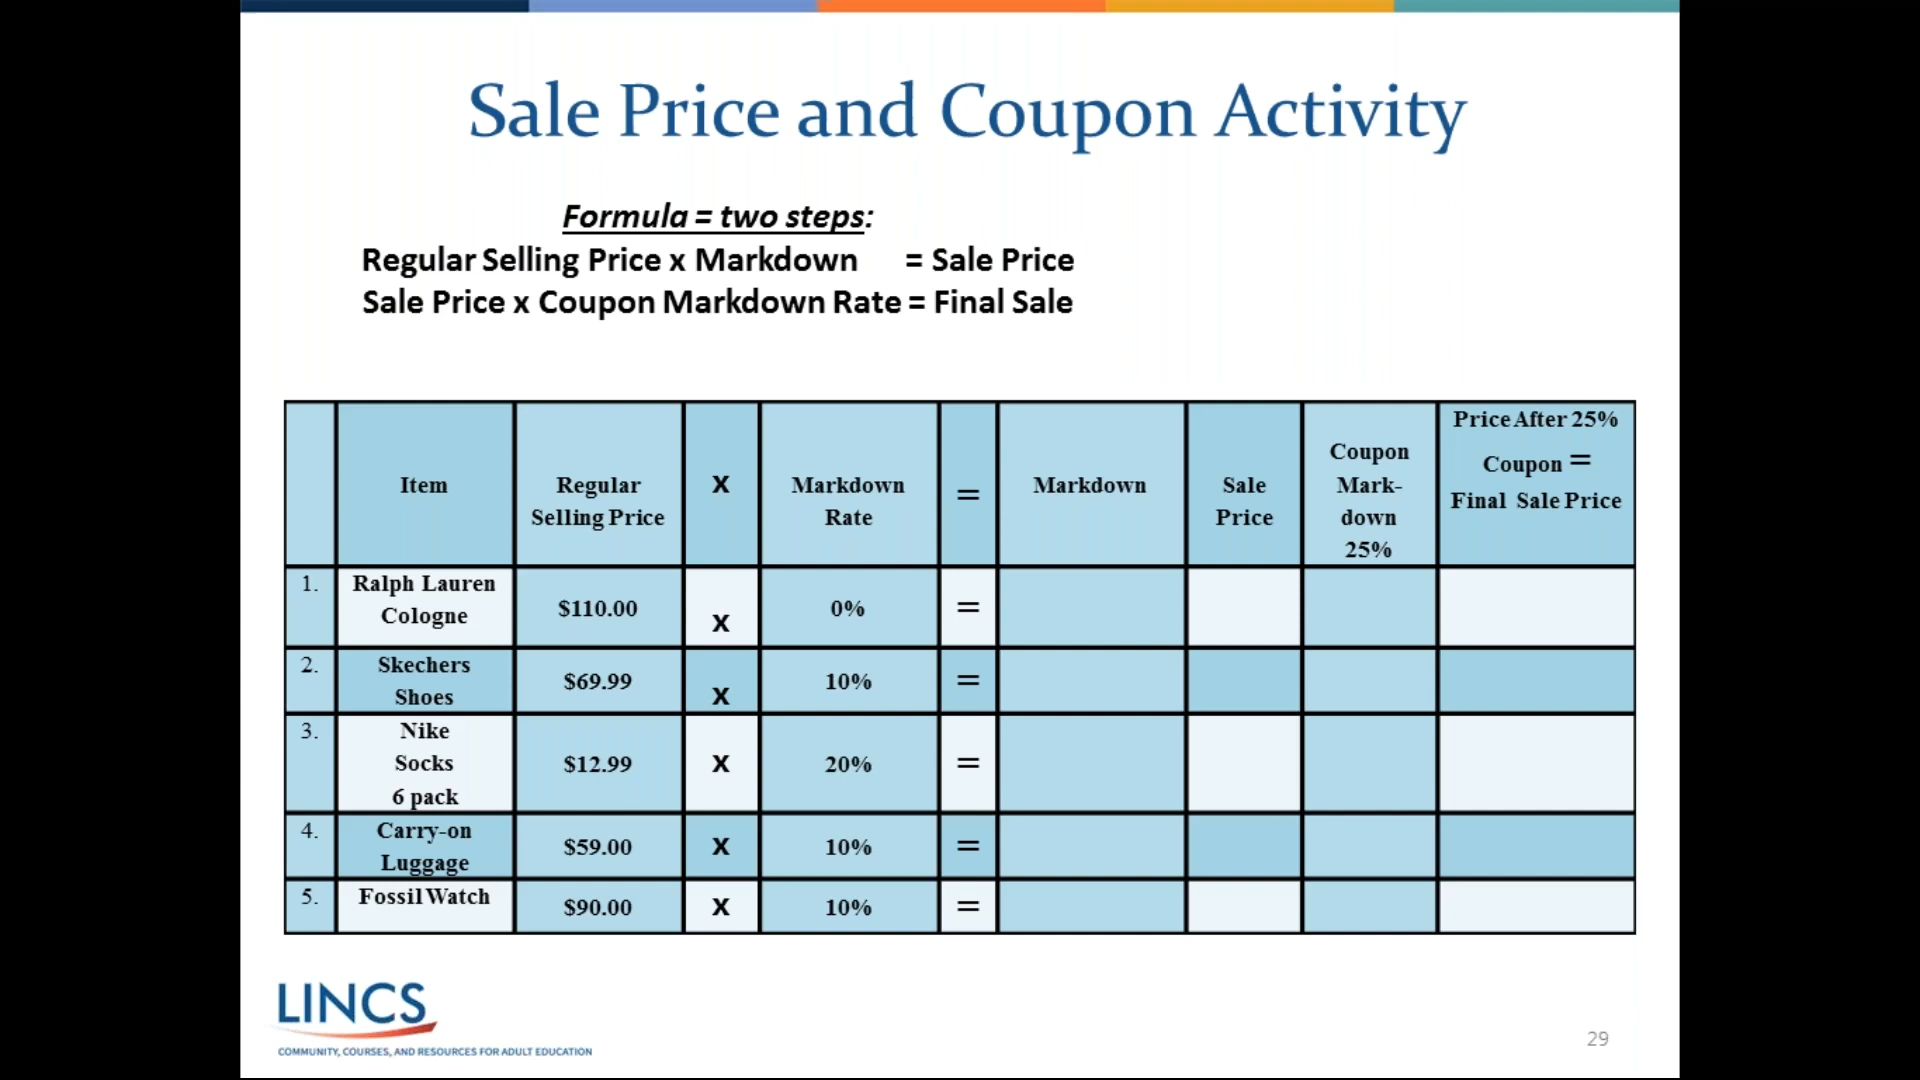 Sale Price and Coupon Activity
Formula = two steps:
Regular Selling Price x Markdown = Sale Price
Sale Price x Coupon Markdown Rate = Final Sale
Item
Regular
Selling Price
x
Markdown
Rate
=
Markdown
Sale
Price
Coupon
Mark-
down
25%
Price After 25%
Coupon =
Final Sale Price
1.
Ralph Lauren
Cologne
$110.00
x
0%
=
2.
Skechers
Shoes
$69.99
x
10%
=
3.
Nike
Socks
6 pack
$12.99
x
20%
=
4.
Carry-on
Luggage
$59.00
x
10%
=
5.
Fossil Watch
$90.00
x
10%
=
LINCS
COMMUNITY, COURSES, AND RESOURCES FOR ADULT EDUCATION
29